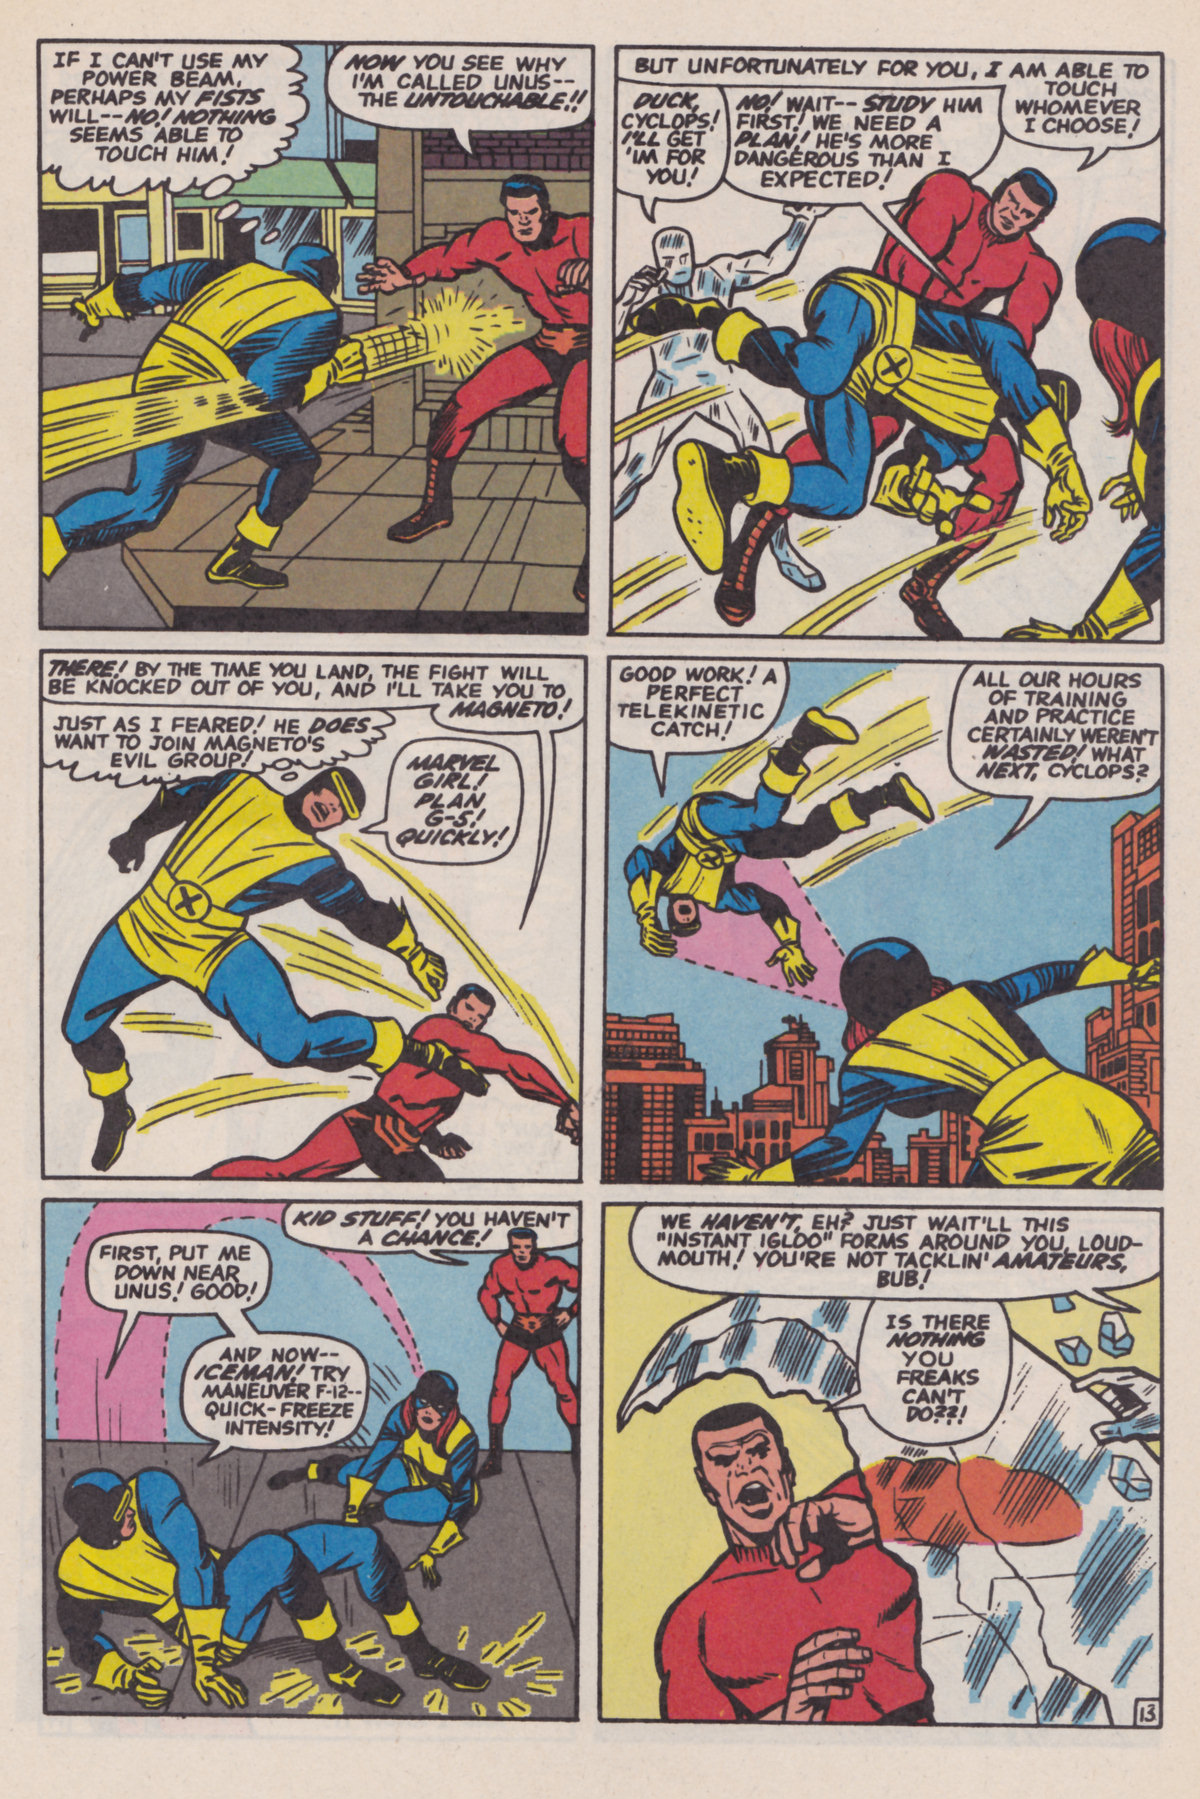 IF I CAN'T USE MY
POWER BEAM,
PERHAPS MY FISTS
WILL-- NO! NOTHING
SEEMS ABLE TO
TOUCH HIM!
NOW YOU SEE WHY
I'M CALLED UNUS--
THE UNTOUCHABLE!!
BUT UNFORTUNATELY FOR YOU, I AM ABLE TO
TOUCH
WHOMEVER
I CHOOSE!
DUCK,
CYCLOPS!
I'LL GET
'IM FOR
YOU!
NO! WAIT-- STUDY HIM
FIRST! WE NEED A
PLAN! HE'S MORE
DANGEROUS THAN I
EXPECTED!
THERE! BY THE TIME YOU LAND, THE FIGHT WILL
BE KNOCKED OUT OF YOU, AND I'LL TAKE YOU TO
MAGNETO!
JUST AS I FEARED! HE DOES
WANT TO JOIN MAGNETO'S
EVIL GROUP!
MARVEL
GIRL!
PLAN
G-5!
QUICKLY!
GOOD WORK! A
PERFECT
TELEKINETIC
CATCH!
ALL OUR HOURS
OF TRAINING
AND PRACTICE
CERTAINLY WEREN'T
WASTED! WHAT
NEXT, CYCLOPS?
KID STUFF! YOU HAVEN'T
A CHANCE!
FIRST, PUT ME
DOWN NEAR
UNUS! GOOD!
AND NOW--
ICEMAN! TRY
MANEUVER F-12--
QUICK-FREEZE
INTENSITY!
WE HAVEN'T, EH? JUST WAIT'LL THIS
"INSTANT IGLOO" FORMS AROUND YOU, LOUD-
MOUTH! YOU'RE NOT TACKLIN' AMATEURS,
BUB!
IS THERE
NOTHING
YOU
FREAKS
CAN'T
DO??!
13